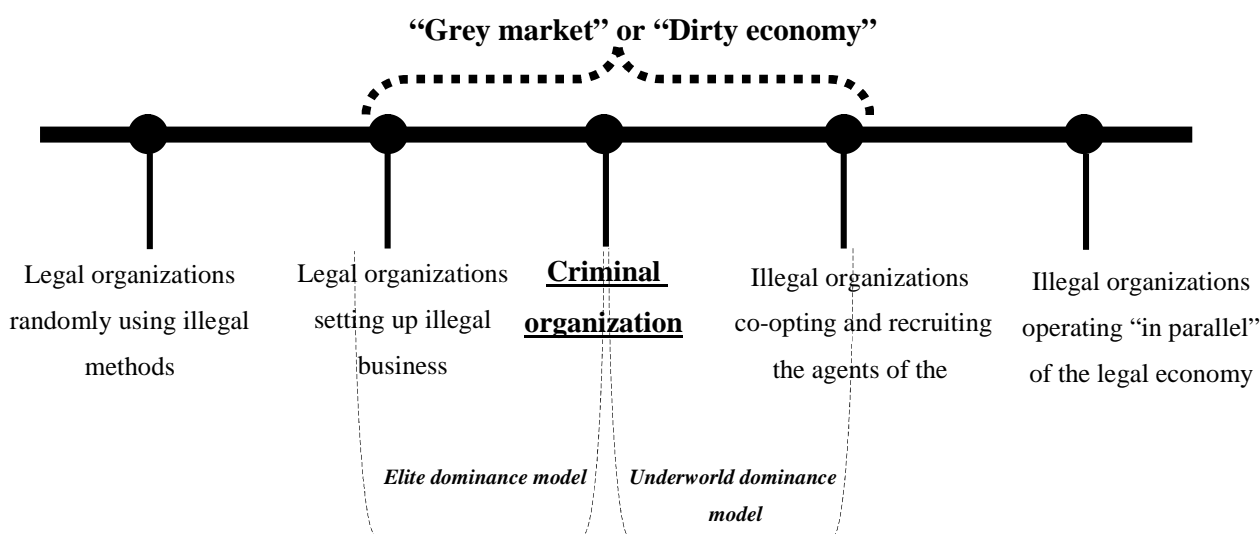 “Grey market” or “Dirty economy”
Legal organizations
randomly using illegal
methods
Legal organizations
setting up illegal
business
Criminal
organization
Illegal organizations
co-opting and recruiting
the agents of the
Illegal organizations
operating “in parallel”
of the legal economy
Elite dominance model
Underworld dominance
model